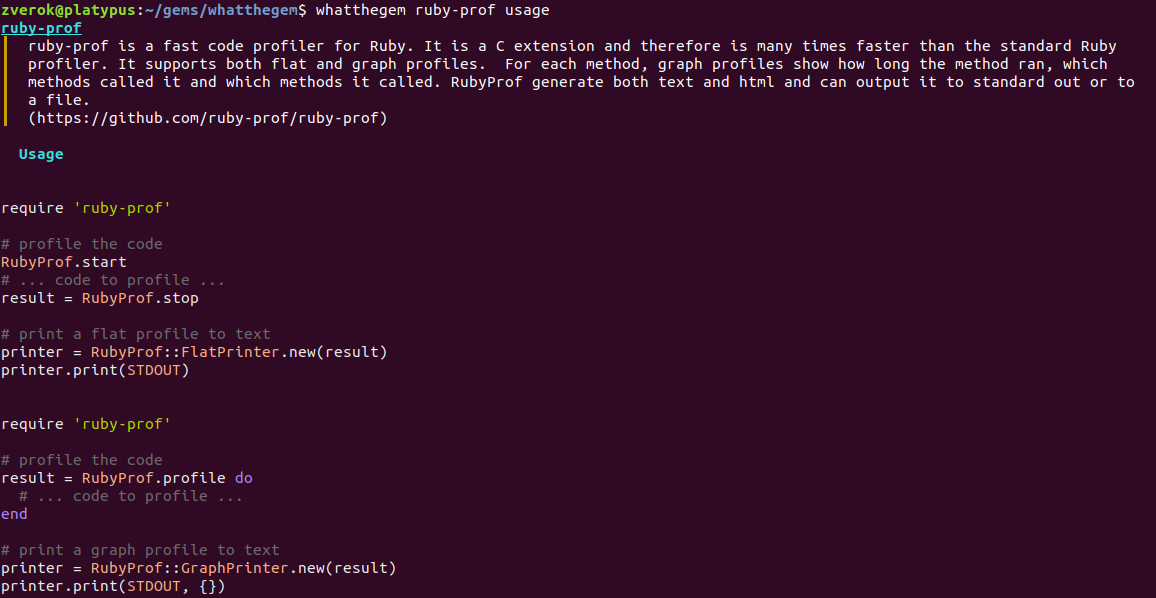 zverok@platypus:~/gems/whatthegem$ whatthegem ruby-prof usage
ruby-prof
ruby-prof is a fast code profiler for Ruby. It is a C extension and therefore is many times faster than the standard Ruby
profiler. It supports both flat and graph profiles.  For each method, graph profiles show how long the method ran, which
methods called it and which methods it called. RubyProf generate both text and html and can output it to standard out or to
a file.
(https://github.com/ruby-prof/ruby-prof)
Usage
require 'ruby-prof'
# profile the code
RubyProf.start
# ... code to profile ...
result = RubyProf.stop
# print a flat profile to text
printer = RubyProf::FlatPrinter.new(result)
printer.print(STDOUT)
require 'ruby-prof'
# profile the code
result = RubyProf.profile do
  # ... code to profile ...
end
# print a graph profile to text
printer = RubyProf::GraphPrinter.new(result)
printer.print(STDOUT, {})